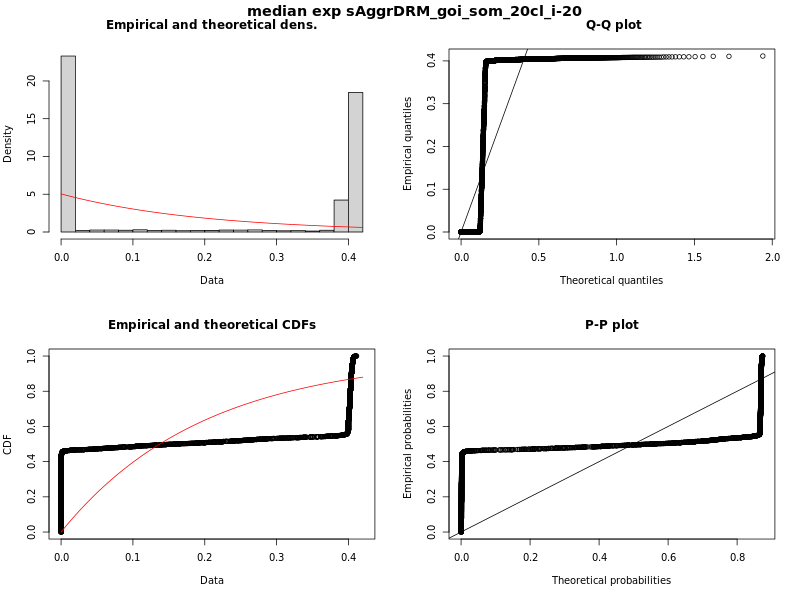 median exp sAggrDRM_goi_som_20cl_i-20
Empirical and theoretical dens.
Density
0 5 10 15 20
0.0 0.1 0.2 0.3 0.4
Data
Q-Q plot
Empirical quantiles
0.0 0.1 0.2 0.3 0.4
0.0 0.5 1.0 1.5 2.0
Theoretical quantiles
Empirical and theoretical CDFs
CDF
0.0 0.2 0.4 0.6 0.8 1.0
0.0 0.1 0.2 0.3 0.4
Data
P-P plot
Empirical probabilities
0.0 0.2 0.4 0.6 0.8 1.0
0.0 0.2 0.4 0.6 0.8
Theoretical probabilities